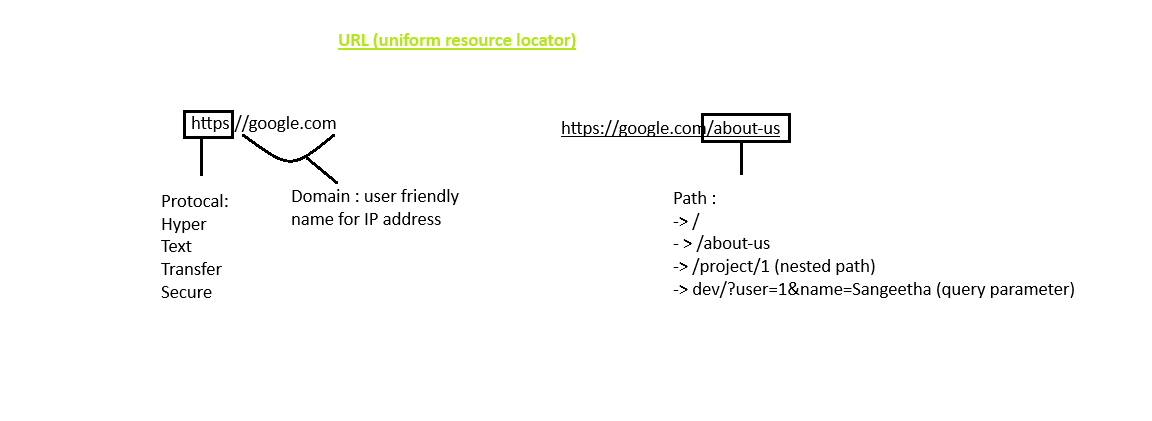 URL (uniform resource locator)
https://google.com
https://google.com/about-us
Protocal:
Hyper
Text
Transfer
Secure
Domain : user friendly
name for IP address
Path :
-> /
- > /about-us
-> /project/1 (nested path)
-> dev/?user=1&name=Sangeetha (query parameter)